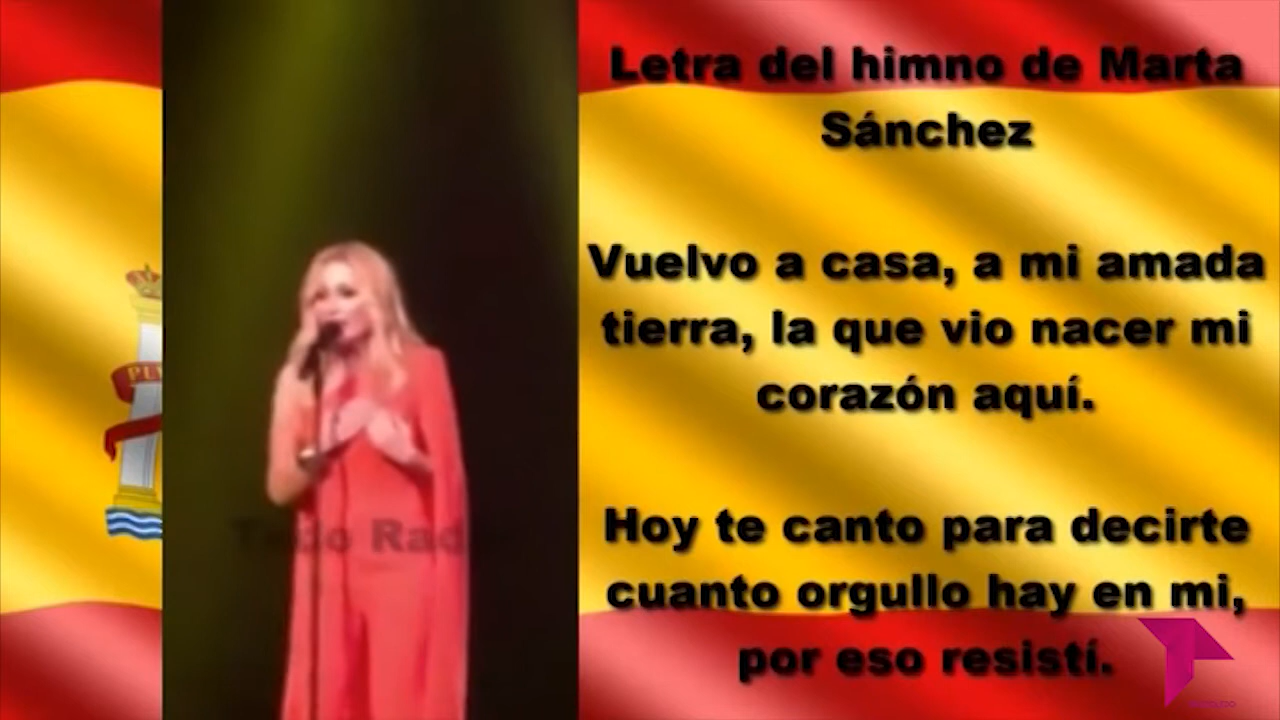 Letra del himno de Marta
Sánchez
Vuelvo a casa, a mi amada
tierra, la que vio nacer mi
corazón aquí.
Hoy te canto para decirte
cuanto orgullo hay en mi,
por eso resistí.